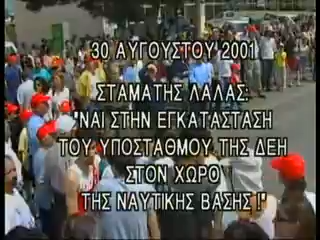 30 ΑΥΓΟΥΣΤΟΥ 2001
ΣΤΑΜΑΤΗΣ ΛΑΛΑΣ:
"ΝΑΙ ΣΤΗΝ ΕΓΚΑΤΑΣΤΑΣΗ
ΤΟΥ ΥΠΟΣΤΑΘΜΟΥ ΤΗΣ ΔΕΗ
ΣΤΟΝ ΧΩΡΟ
ΤΗΣ ΝΑΥΤΙΚΗΣ ΒΑΣΗΣ !"